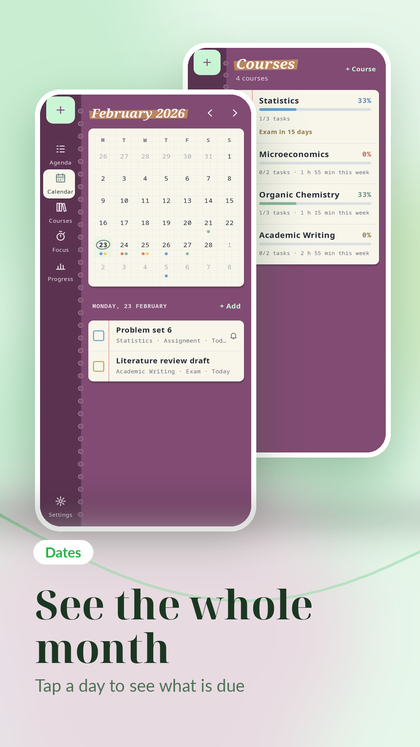 Courses
4 courses
+ Course
Statistics 33%
1/3 tasks
Exam in 15 days
Microeconomics 0%
0/2 tasks · 1 h 55 min this week
Organic Chemistry 33%
1/3 tasks · 1 h 15 min this week
Academic Writing 0%
0/2 tasks · 2 h 55 min this week
+
+
Agenda
Calendar
Courses
Focus
Progress
Settings
February 2026
M T W T F S S
26 27 28 29 30 31 1
2 3 4 5 6 7 8
9 10 11 12 13 14 15
16 17 18 19 20 21 22
23 24 25 26 27 28 1
2 3 4 5 6 7 8
MONDAY, 23 FEBRUARY + Add
Problem set 6
Statistics · Assignment · Tod…
Literature review draft
Academic Writing · Exam · Today
Dates
See the whole
month
Tap a day to see what is due